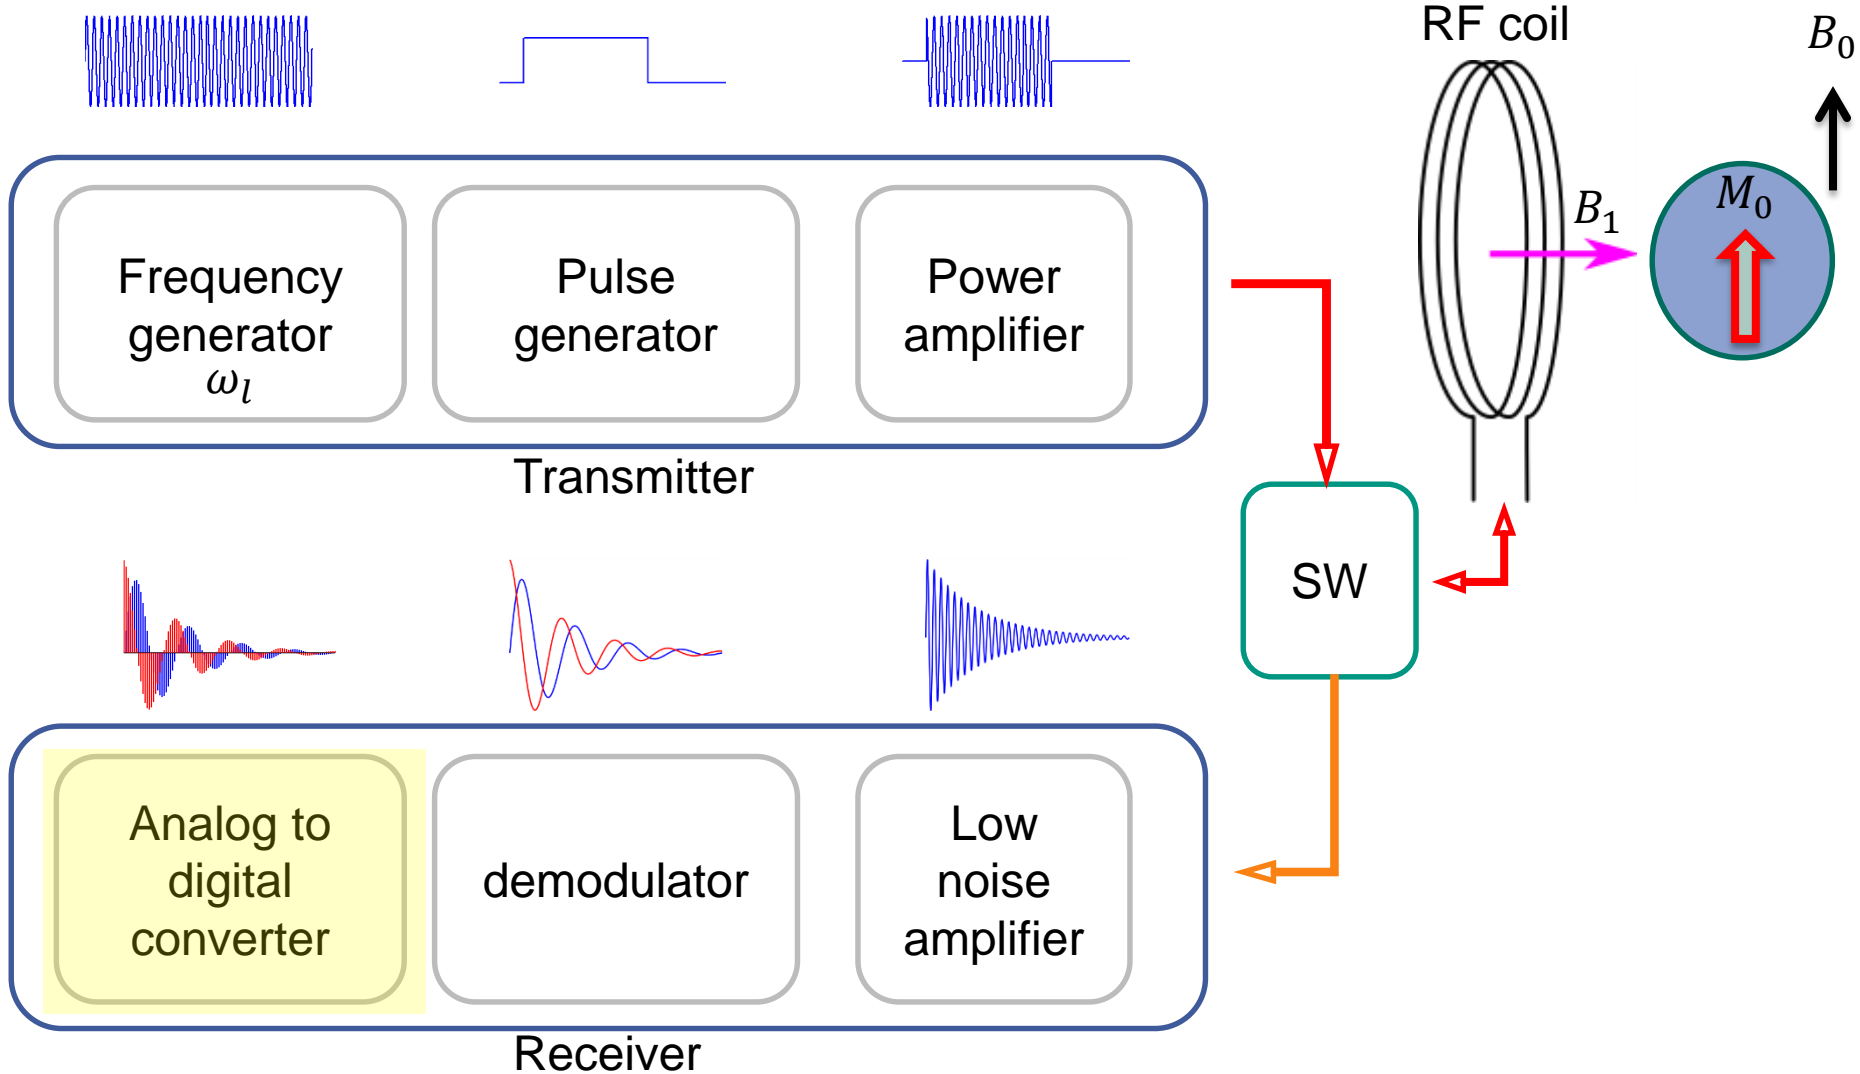 RF coil
B₀
Frequency
generator
ω_l
Pulse
generator
Power
amplifier
B₁
M₀
Transmitter
SW
Analog to
digital
converter
demodulator
Low
noise
amplifier
Receiver